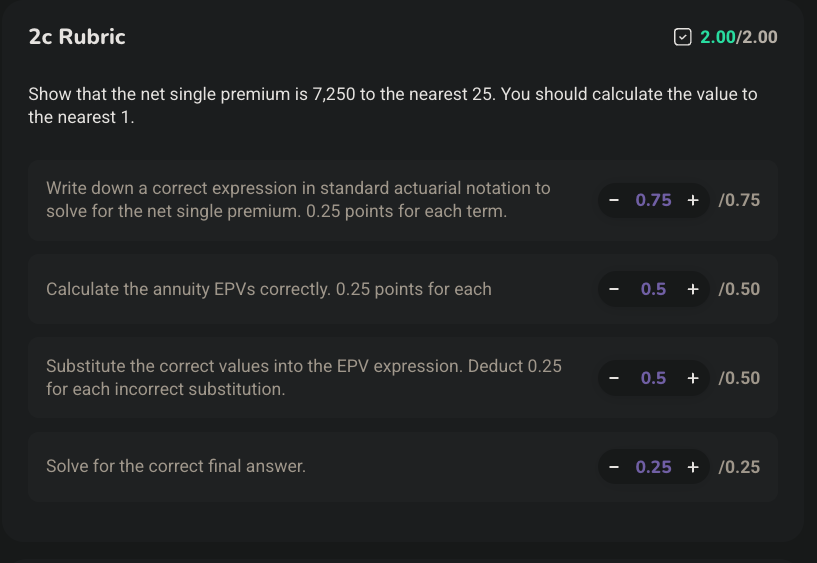 2c Rubric
2.00/2.00
Show that the net single premium is 7,250 to the nearest 25. You should calculate the value to
the nearest 1.
Write down a correct expression in standard actuarial notation to
solve for the net single premium. 0.25 points for each term.
− 0.75 + /0.75
Calculate the annuity EPVs correctly. 0.25 points for each
− 0.5 + /0.50
Substitute the correct values into the EPV expression. Deduct 0.25
for each incorrect substitution.
− 0.5 + /0.50
Solve for the correct final answer.
− 0.25 + /0.25